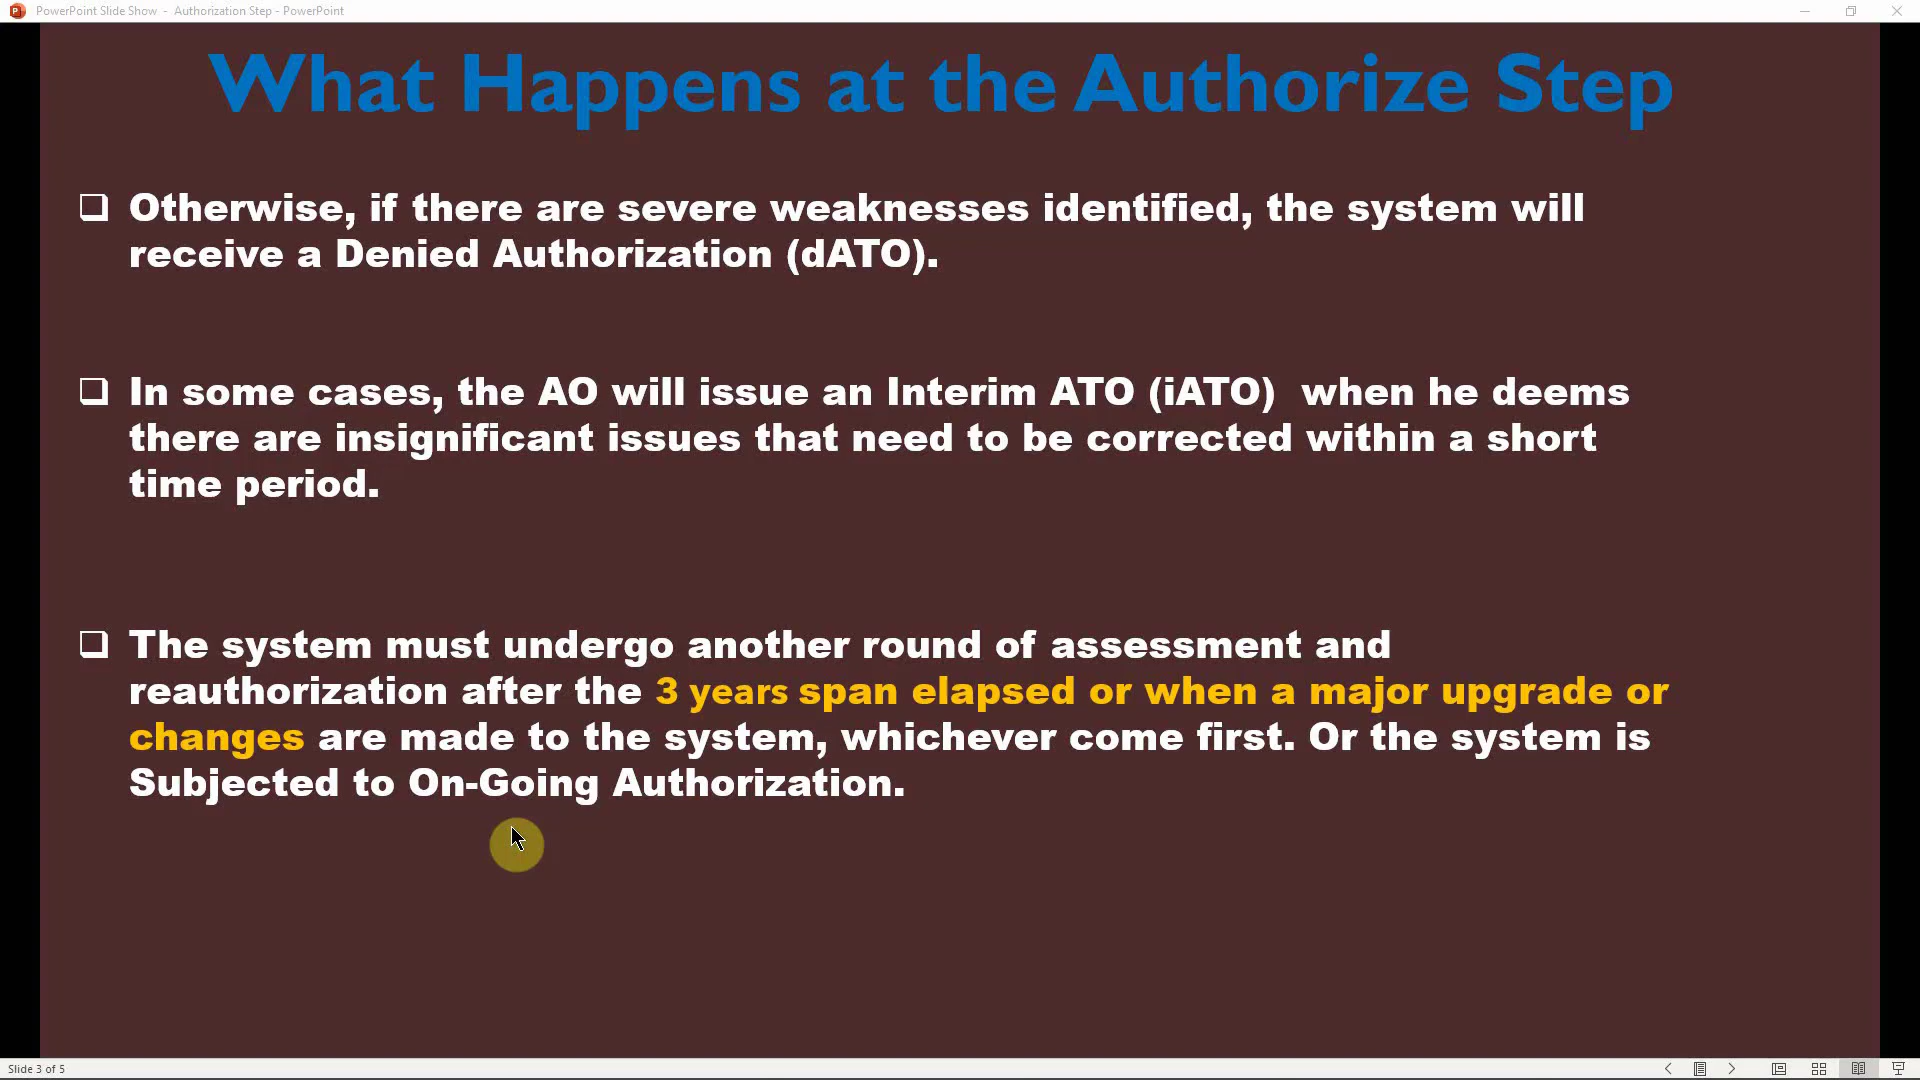 PowerPoint Slide Show - Authorization Step - PowerPoint
What Happens at the Authorize Step
Otherwise, if there are severe weaknesses identified, the system will
receive a Denied Authorization (dATO).
In some cases, the AO will issue an Interim ATO (iATO) when he deems
there are insignificant issues that need to be corrected within a short
time period.
The system must undergo another round of assessment and
reauthorization after the 3 years span elapsed or when a major upgrade or
changes are made to the system, whichever come first. Or the system is
Subjected to On-Going Authorization.
Slide 3 of 5